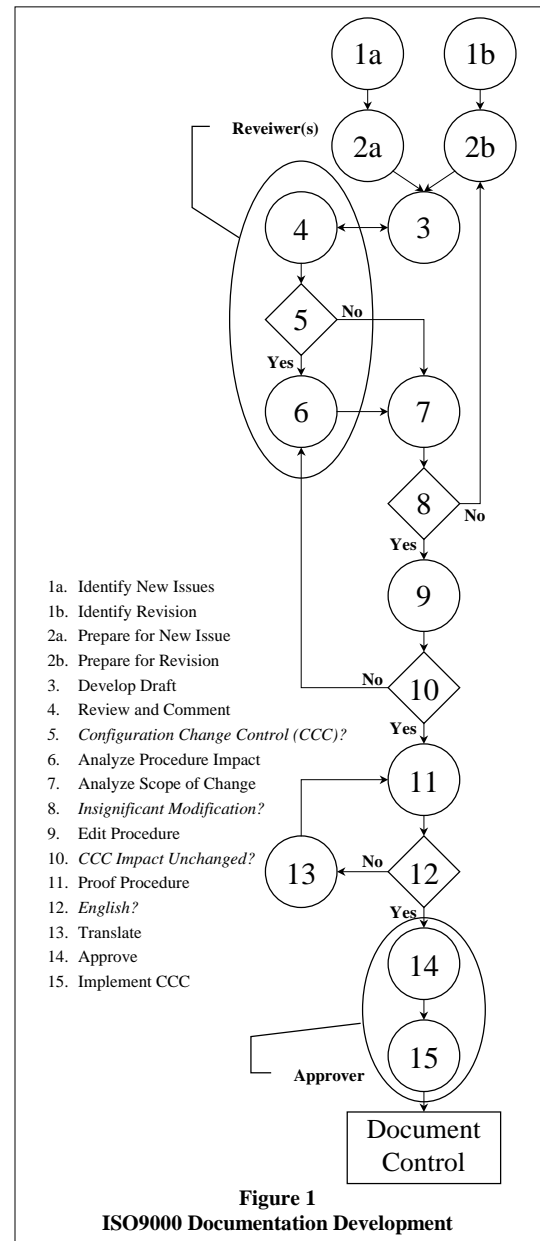 1a
1b
Reveiwer(s)
2a
2b
4
3
5
No
Yes
6
7
8
No
Yes
9
1a. Identify New Issues
1b. Identify Revision
2a. Prepare for New Issue
2b. Prepare for Revision
3. Develop Draft
4. Review and Comment
5. Configuration Change Control (CCC)?
6. Analyze Procedure Impact
7. Analyze Scope of Change
8. Insignificant Modification?
9. Edit Procedure
10. CCC Impact Unchanged?
11. Proof Procedure
12. English?
13. Translate
14. Approve
15. Implement CCC
No
10
Yes
11
13
No
12
Yes
14
15
Approver
Document
Control
Figure 1
ISO9000 Documentation Development